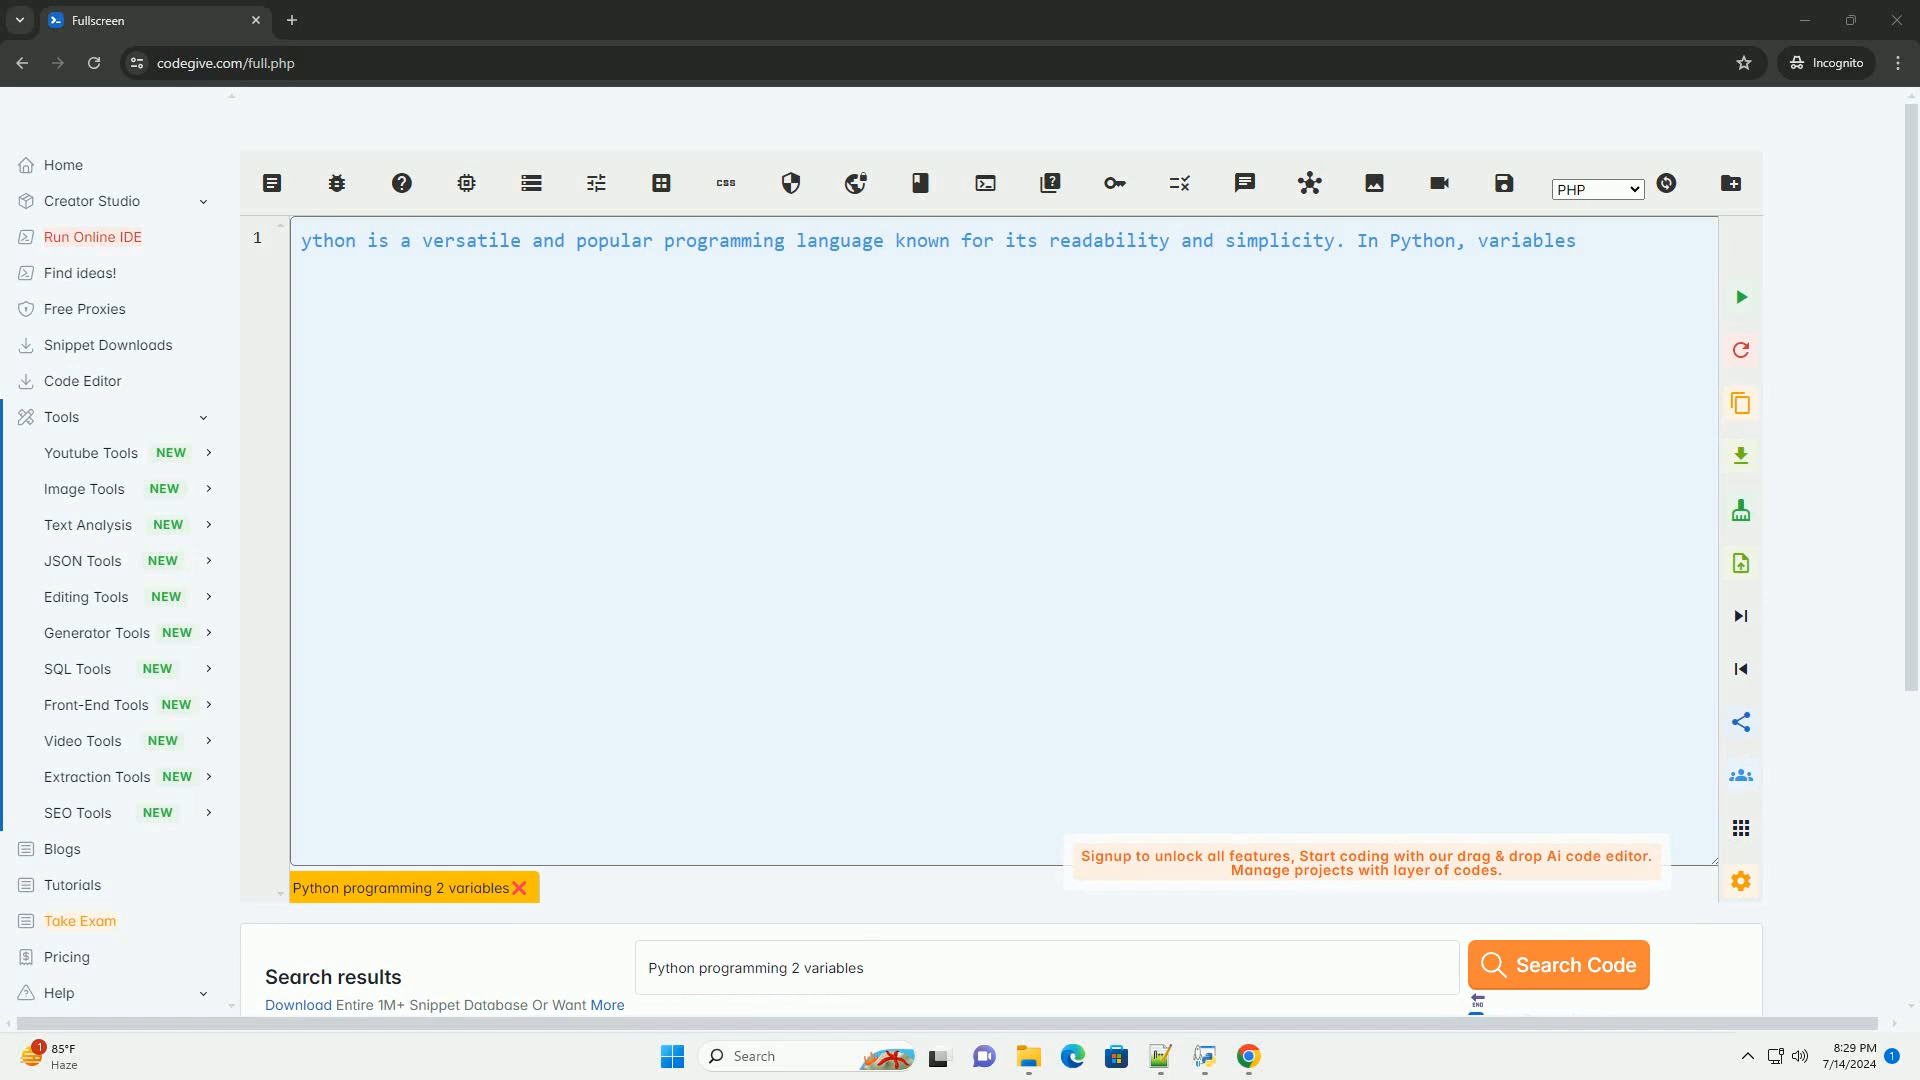 Fullscreen
codegive.com/full.php
Incognito
Home
Creator Studio
Run Online IDE
Find ideas!
Free Proxies
Snippet Downloads
Code Editor
Tools
Youtube Tools NEW
Image Tools NEW
Text Analysis NEW
JSON Tools NEW
Editing Tools NEW
Generator Tools NEW
SQL Tools NEW
Front-End Tools NEW
Video Tools NEW
Extraction Tools NEW
SEO Tools NEW
Blogs
Tutorials
Take Exam
Pricing
Help
css
PHP
1
ython is a versatile and popular programming language known for its readability and simplicity. In Python, variables
Signup to unlock all features, Start coding with our drag & drop Ai code editor.
Manage projects with layer of codes.
Python programming 2 variables
Search results
Download Entire 1M+ Snippet Database Or Want More
Python programming 2 variables
Search Code
END
1
85°F
Haze
Search
8:29 PM
7/14/2024
1